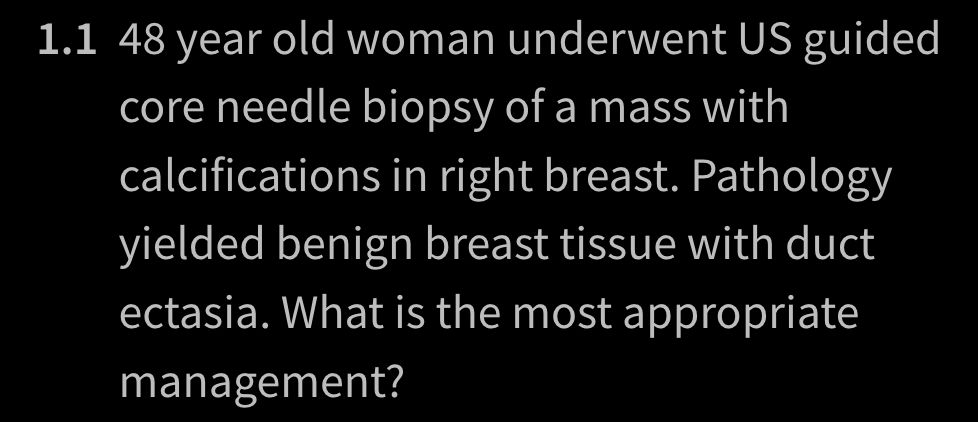 1.1 48 year old woman underwent US guided
core needle biopsy of a mass with
calcifications in right breast. Pathology
yielded benign breast tissue with duct
ectasia. What is the most appropriate
management?